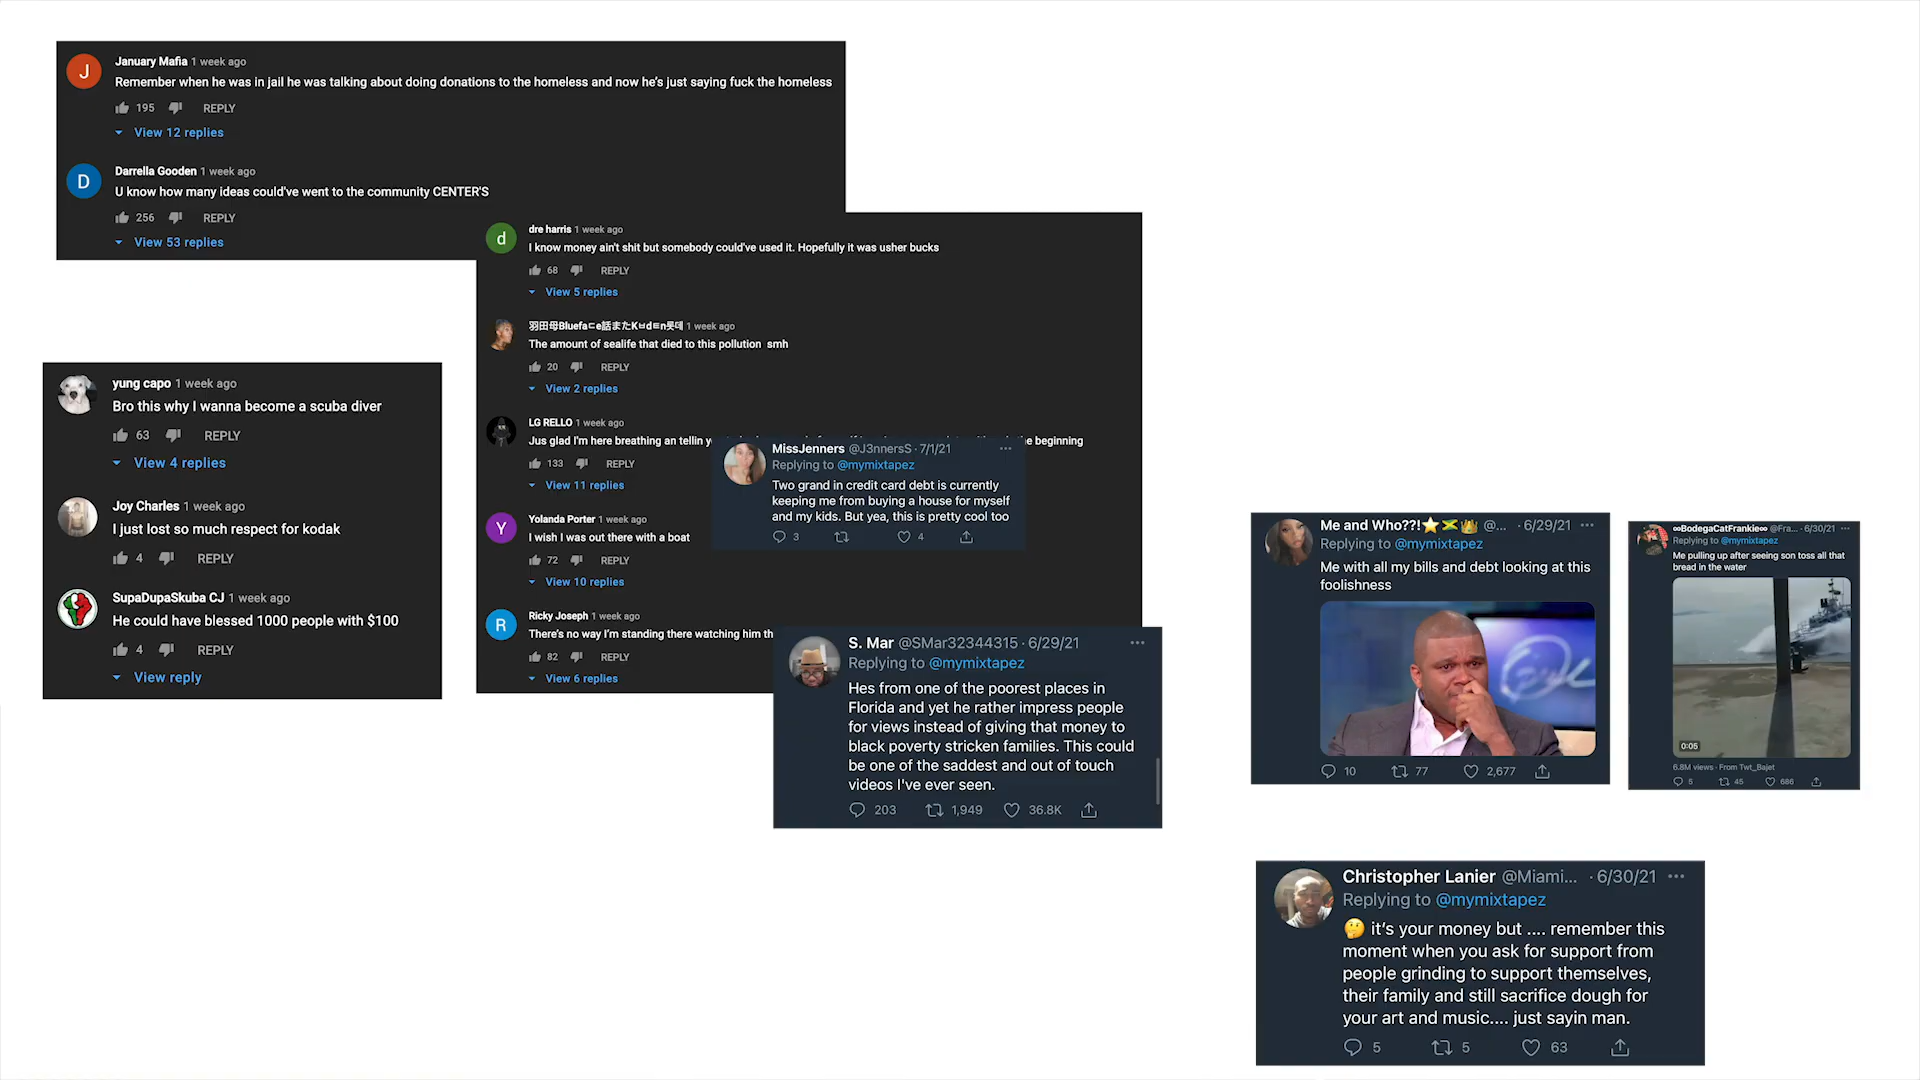 January Mafia 1 week ago
Remember when he was in jail he was talking about doing donations to the homeless and now he's just saying fuck the homeless
195 REPLY
View 12 replies
Darrella Gooden 1 week ago
U know how many ideas could've went to the community CENTER'S
256 REPLY
View 53 replies
dre harris 1 week ago
I know money ain't shit but somebody could've used it. Hopefully it was usher bucks
68 REPLY
View 5 replies
1 week ago
The amount of sealife that died to this pollution smh
20 REPLY
View 2 replies
LG RELLO 1 week ago
Jus glad I'm here breathing an tellin
beginning
133 REPLY
View 11 replies
Yolanda Porter 1 week ago
I wish I was out there with a boat
72 REPLY
View 10 replies
Ricky Joseph 1 week ago
There's no way I'm standing there watching him th
82 REPLY
View 6 replies
yung capo 1 week ago
Bro this why I wanna become a scuba diver
63 REPLY
View 4 replies
Joy Charles 1 week ago
I just lost so much respect for kodak
4 REPLY
SupaDupaSkuba CJ 1 week ago
He could have blessed 1000 people with $100
4 REPLY
View reply
MissJenners @J3nnersS · 7/1/21
Replying to @mymixtapez
Two grand in credit card debt is currently
keeping me from buying a house for myself
and my kids. But yea, this is pretty cool too
3 4
S. Mar @SMar32344315 · 6/29/21
Replying to @mymixtapez
Hes from one of the poorest places in
Florida and yet he rather impress people
for views instead of giving that money to
black poverty stricken families. This could
be one of the saddest and out of touch
videos I've ever seen.
203 1,949 36.8K
Me and Who??!⭐🇯🇲👑 @... · 6/29/21
Replying to @mymixtapez
Me with all my bills and debt looking at this
foolishness
10 77 2,677
∞BodegaCatFrankie∞ @Fra... · 6/30/21
Replying to @mymixtapez
Me pulling up after seeing son toss all that
bread in the water
0:05
6.8M views · From Twt_Bajet
5 45 686
Christopher Lanier @Miami... · 6/30/21
Replying to @mymixtapez
🤔 it's your money but .... remember this
moment when you ask for support from
people grinding to support themselves,
their family and still sacrifice dough for
your art and music.... just sayin man.
5 5 63